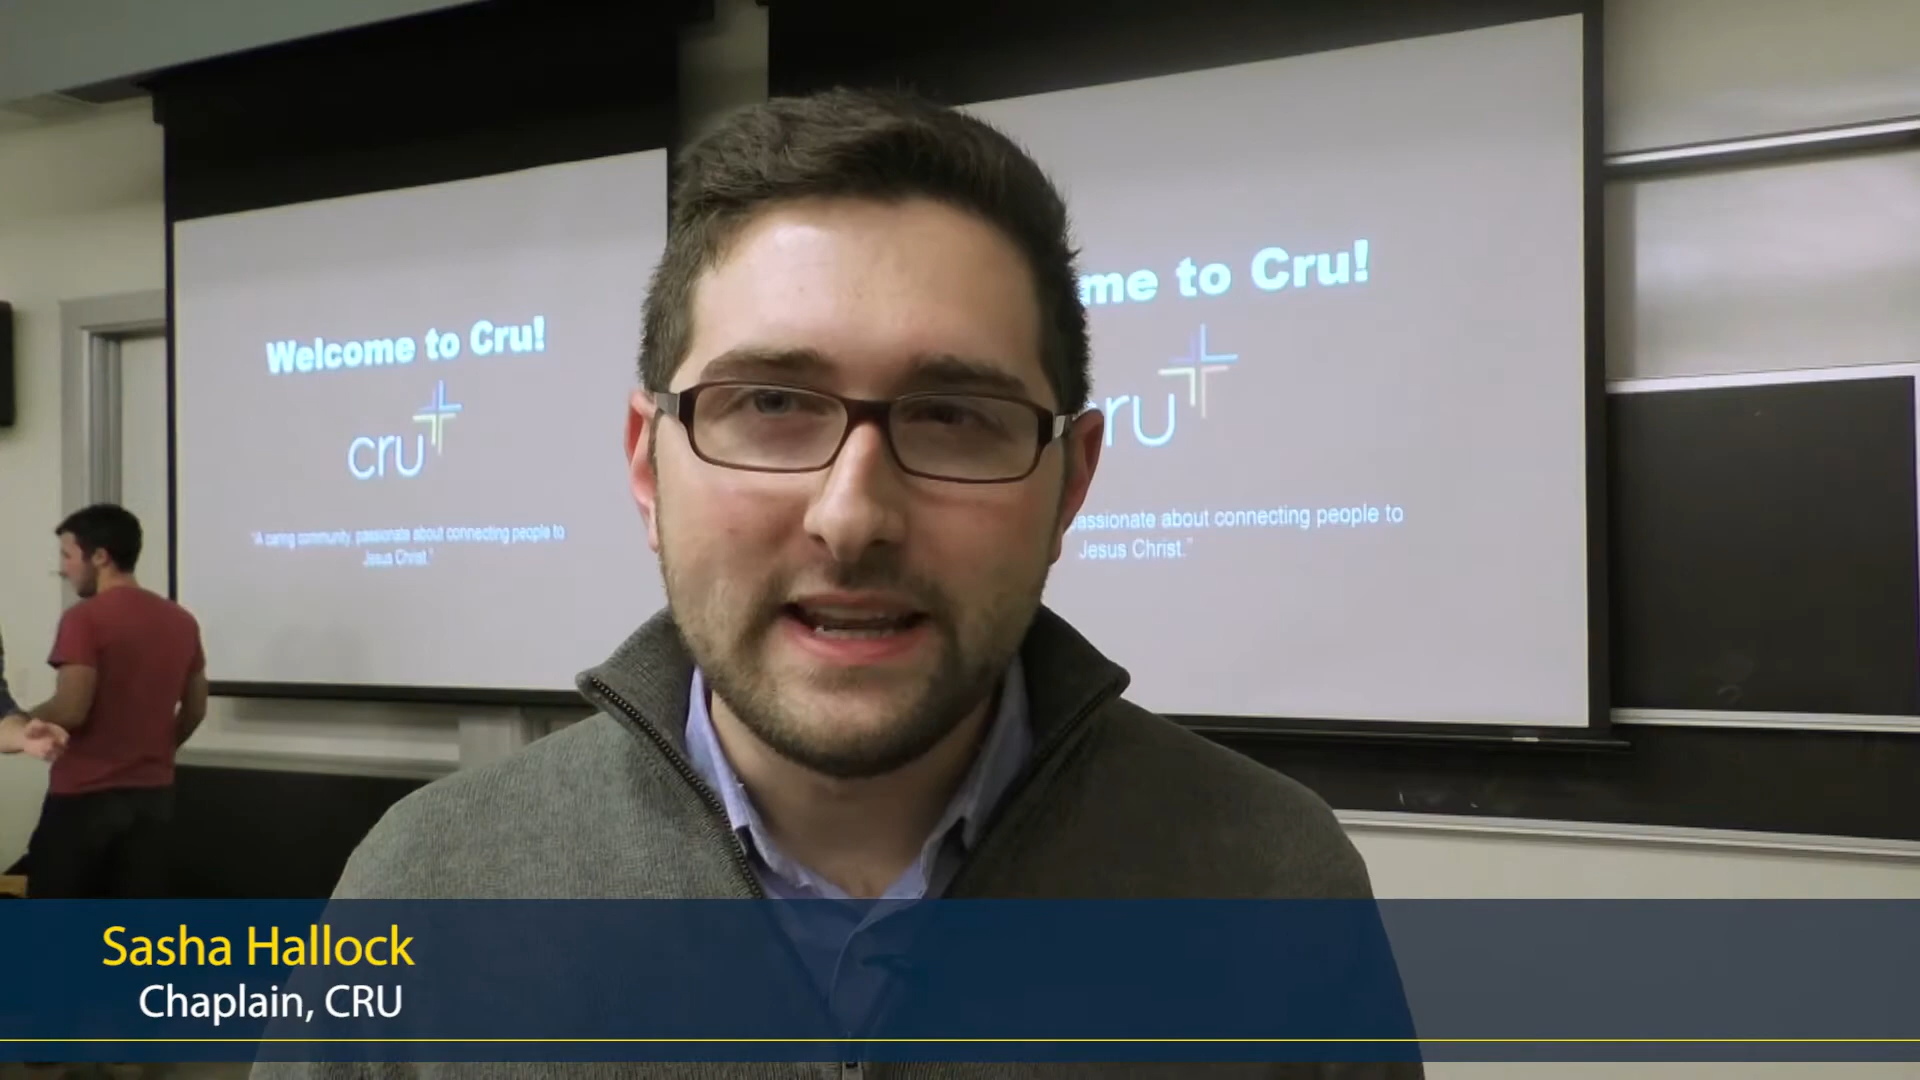 Welcome to Cru!
cru
"A caring community, passionate about connecting people to
Jesus Christ."
me to Cru!
cru
passionate about connecting people to
Jesus Christ."
Sasha Hallock
Chaplain, CRU